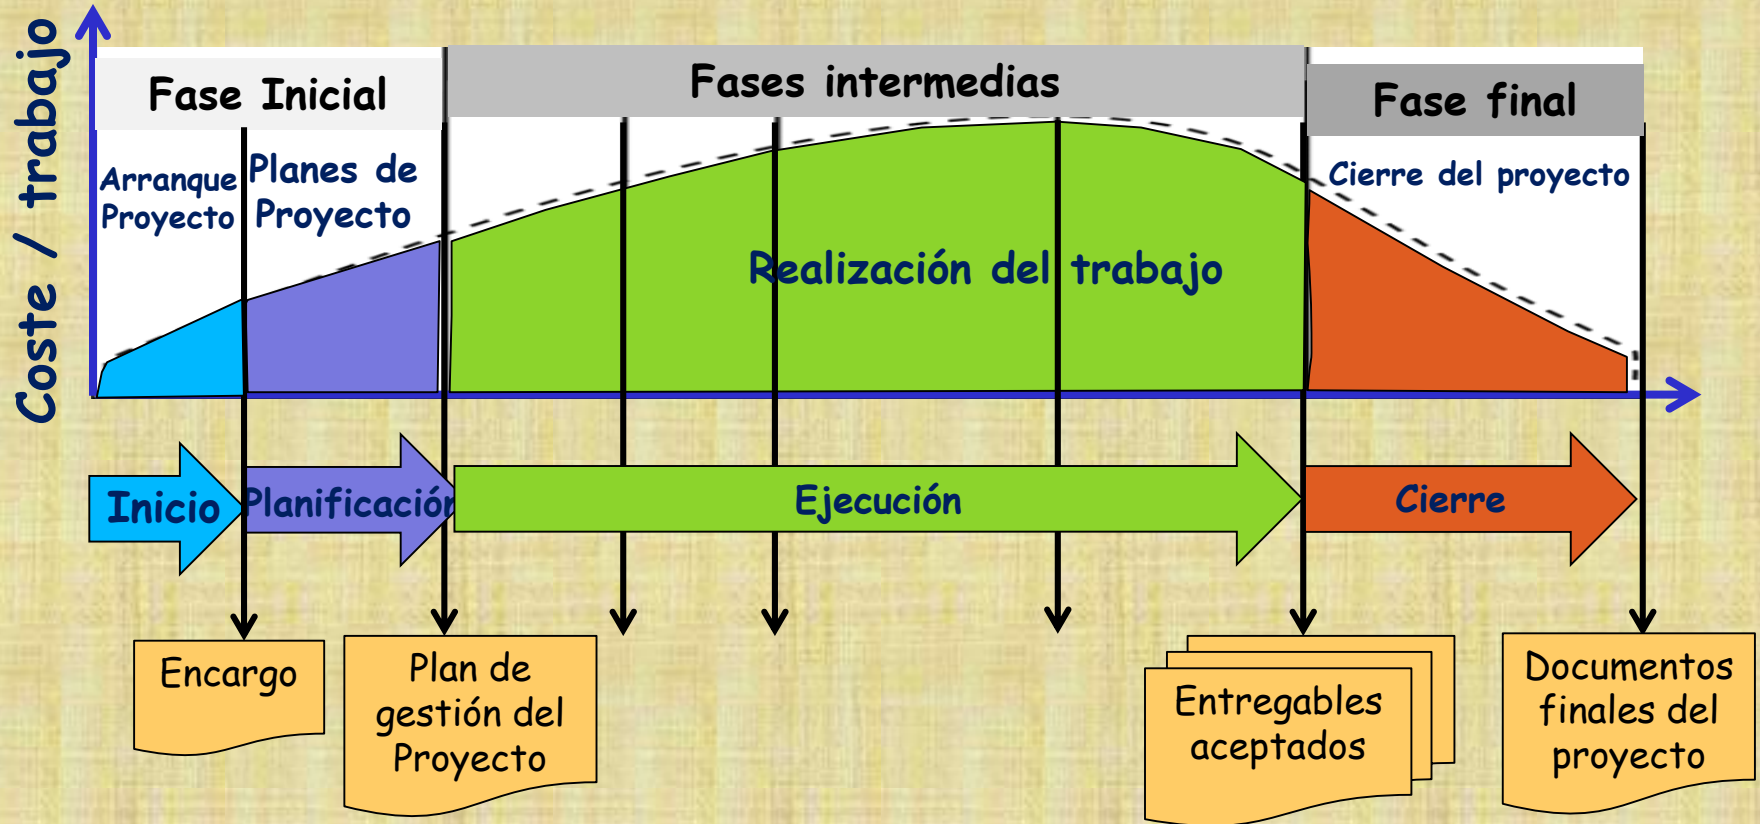 Coste / trabajo
Fase Inicial
Fases intermedias
Fase final
Arranque
Proyecto
Planes de
Proyecto
Cierre del proyecto
Realización del trabajo
Inicio
Planificación
Ejecución
Cierre
Encargo
Plan de
gestión del
Proyecto
Entregables
aceptados
Documentos
finales del
proyecto